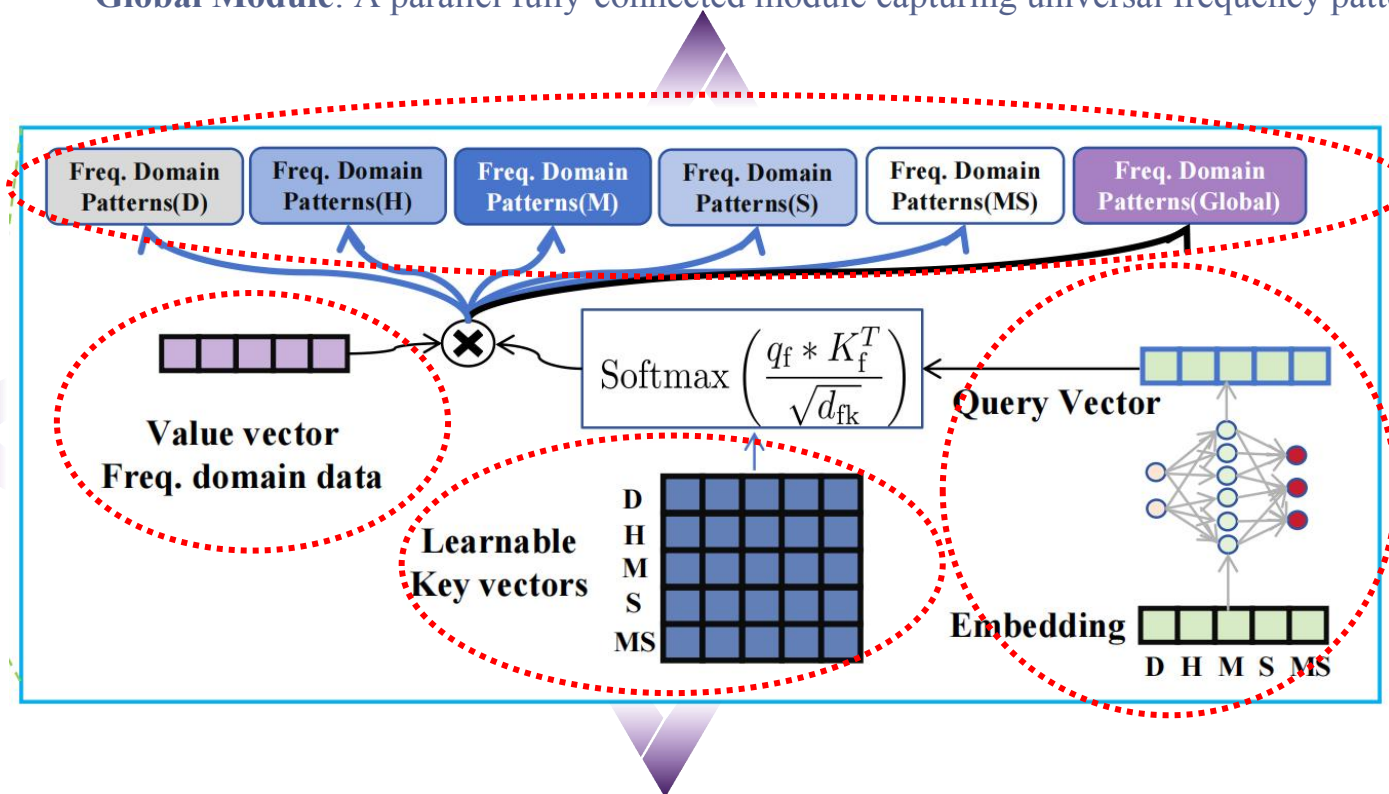 Global Module: A parallel fully-connected module capturing universal frequency
Freq. Domain
Patterns(D)
Freq. Domain
Patterns(H)
Freq. Domain
Patterns(M)
Freq. Domain
Patterns(S)
Freq. Domain
Patterns(MS)
Freq. Domain
Patterns(Global)
Value vector
Freq. domain data
Softmax ( q_f * K_f^T / √d_fk )
Query Vector
Learnable
Key vectors
D
H
M
S
MS
Embedding
D H M S MS